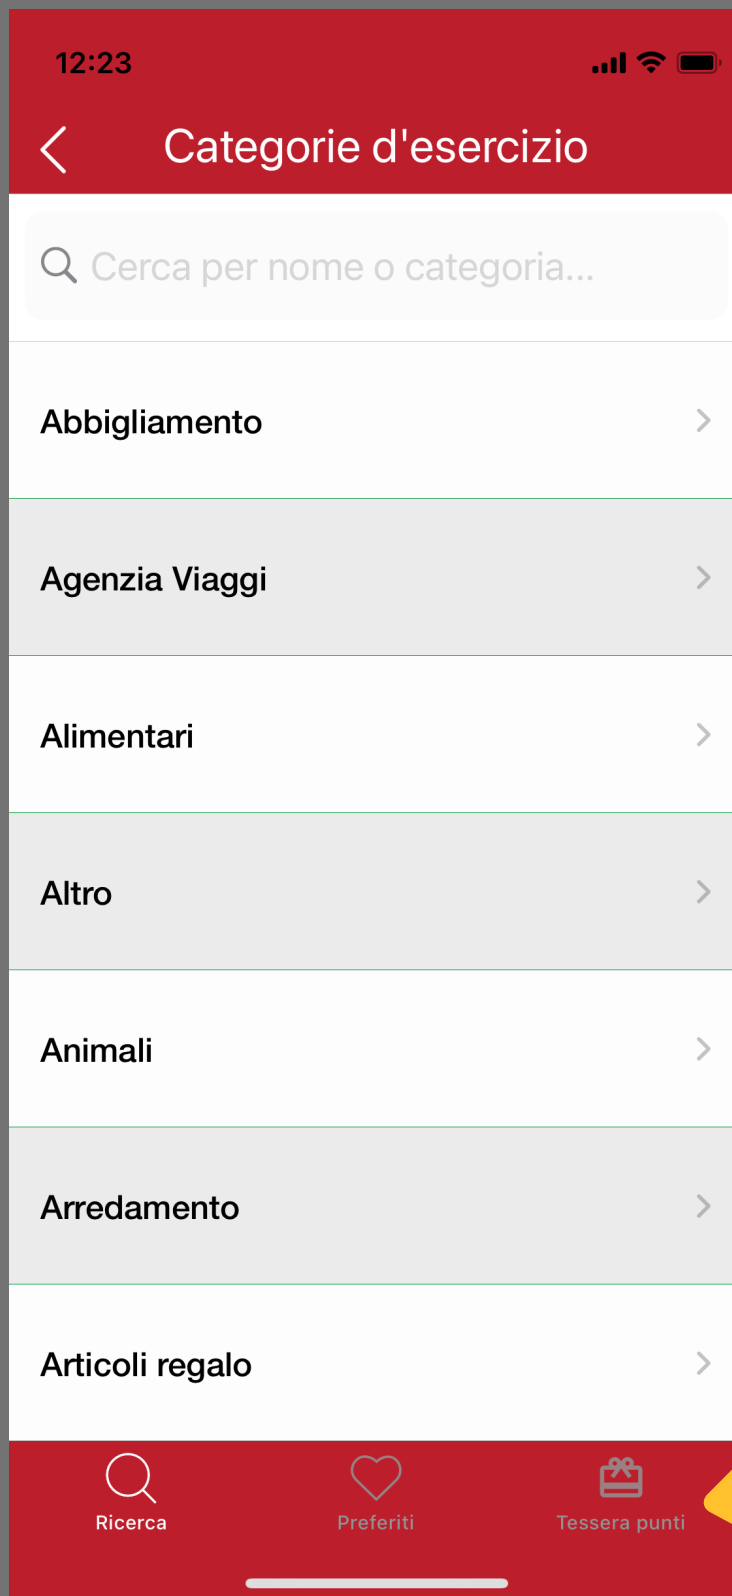 12:23
Categorie d'esercizio
Cerca per nome o categoria...
Abbigliamento
Agenzia Viaggi
Alimentari
Altro
Animali
Arredamento
Articoli regalo
Ricerca
Preferiti
Tessera punti